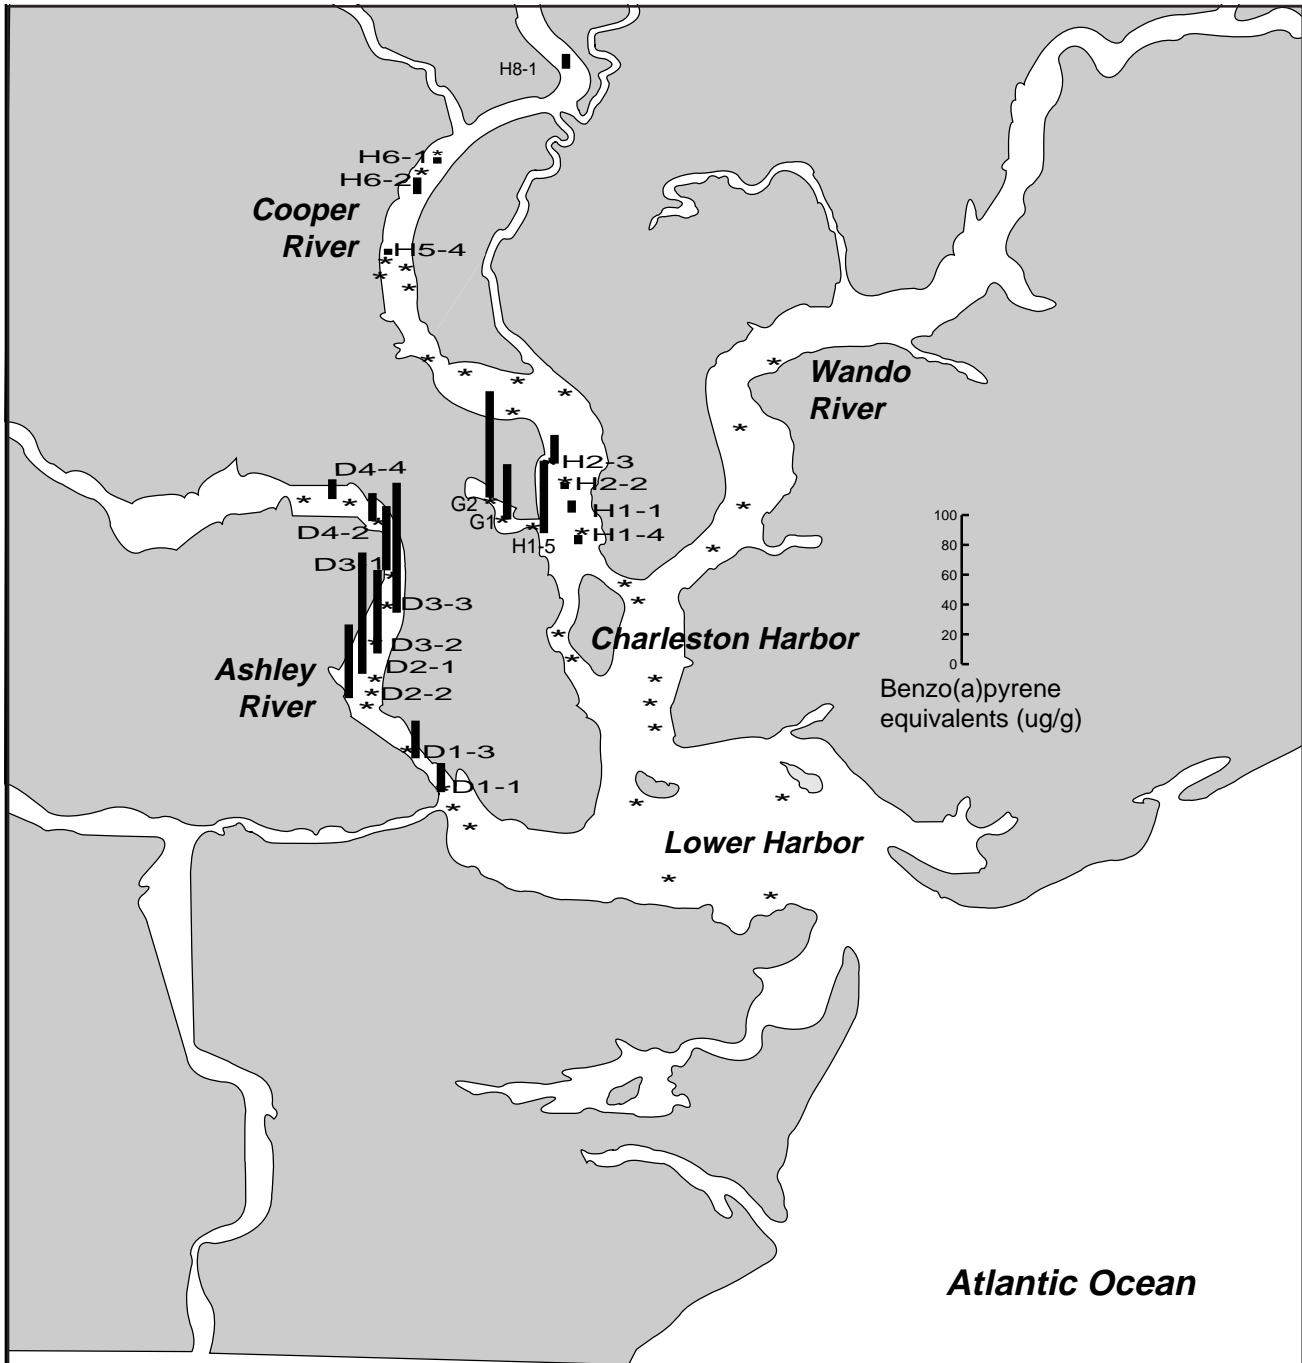 H8-1
H6-1
H6-2
Cooper
River
H5-4
Wando
River
D4-4
H2-3
H2-2
G2
H1-1
G1
D4-2
H1-4
H1-5
D3-1
D3-3
D3-2
D2-1
D2-2
Ashley
River
Charleston Harbor
100
80
60
40
20
0
Benzo(a)pyrene
equivalents (ug/g)
D1-3
D1-1
Lower Harbor
Atlantic Ocean